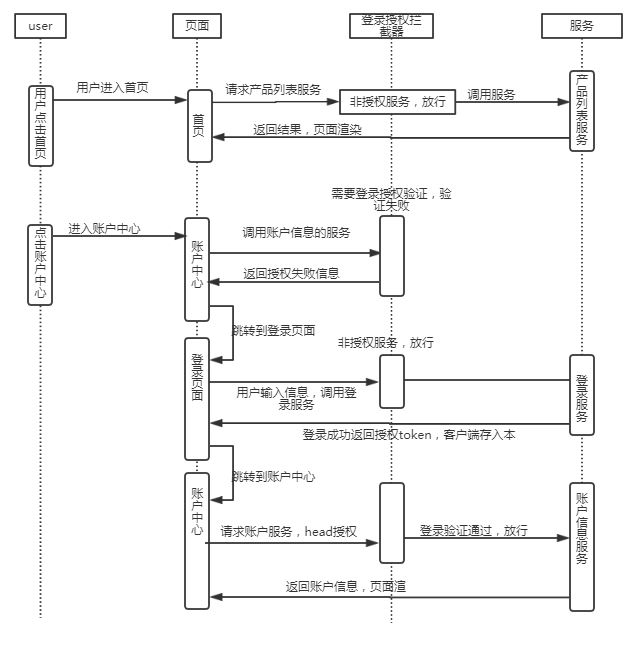 user
页面
登录授权拦
截器
服务
用户点击首页
用户进入首页
首页
请求产品列表服务
非授权服务，放行
调用服务
产品列表服务
返回结果，页面渲染
需要登录授权验证，验
证失败
点击账户中心
进入账户中心
账户中心
调用账户信息的服务
返回授权失败信息
跳转到登录页面
非授权服务，放行
登录页面
用户输入信息，调用登
录服务
登录服务
登录成功返回授权token，客户端存入本
跳转到账户中心
账户中心
请求账户服务，head授权
登录验证通过，放行
账户信息服务
返回账户信息，页面渲